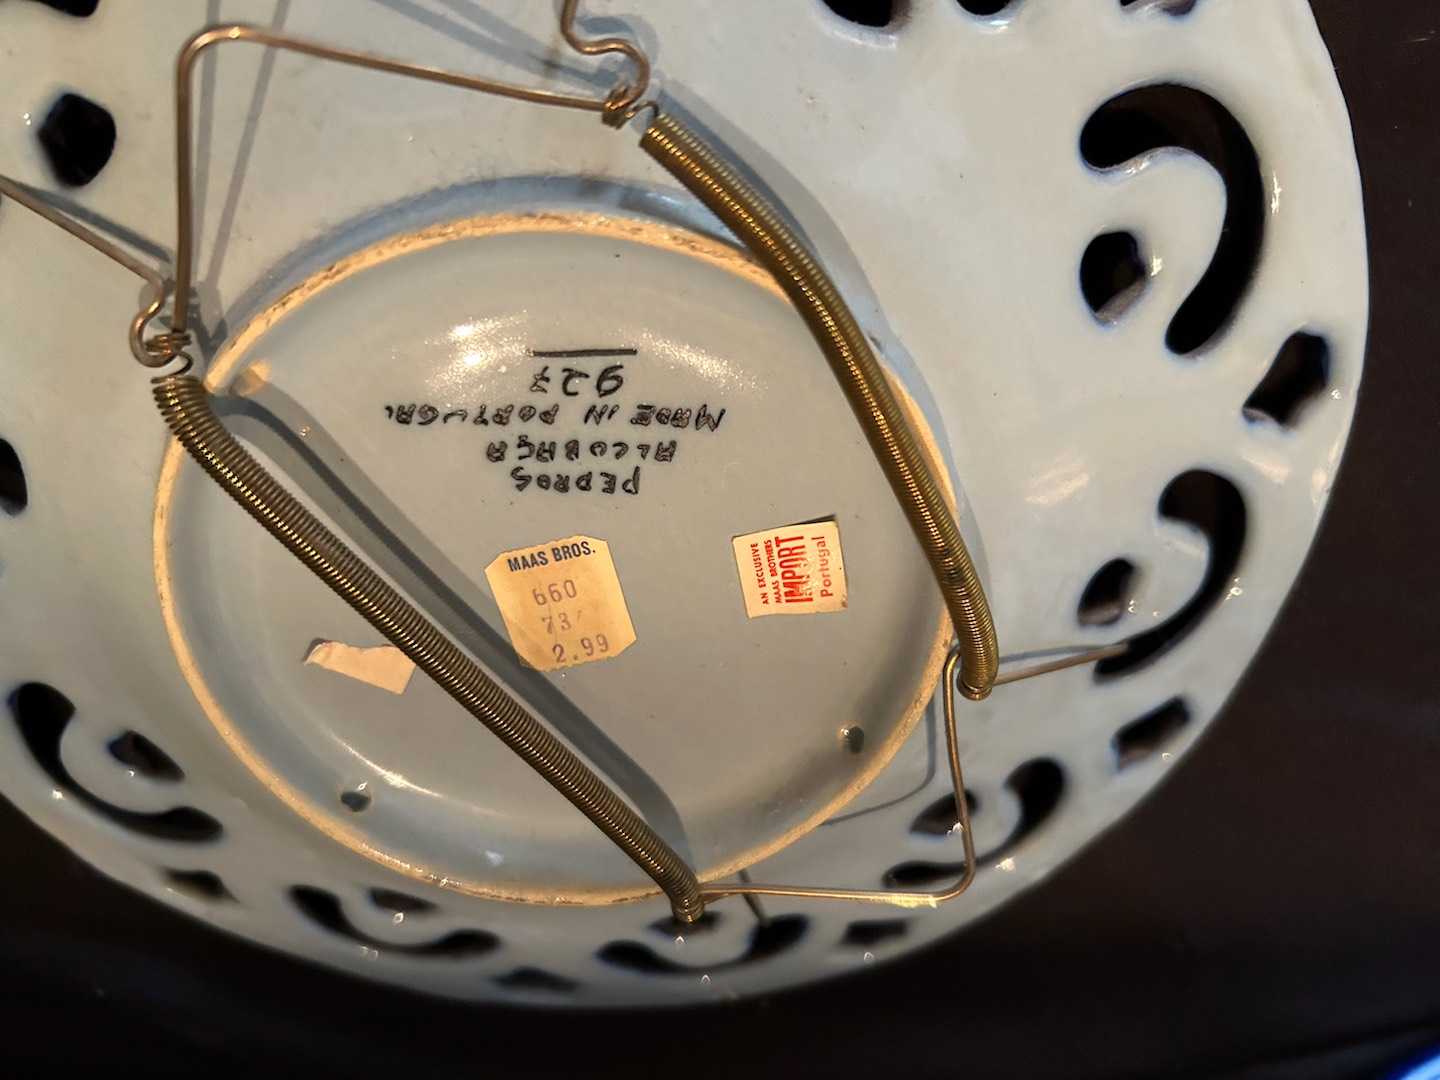 PEDROS
ALCOBAÇA
MADE IN PORTUGAL
927
MAAS BROS.
660
73
2.99
AN EXCLUSIVE
MAAS BROTHERS
IMPORT
Portugal